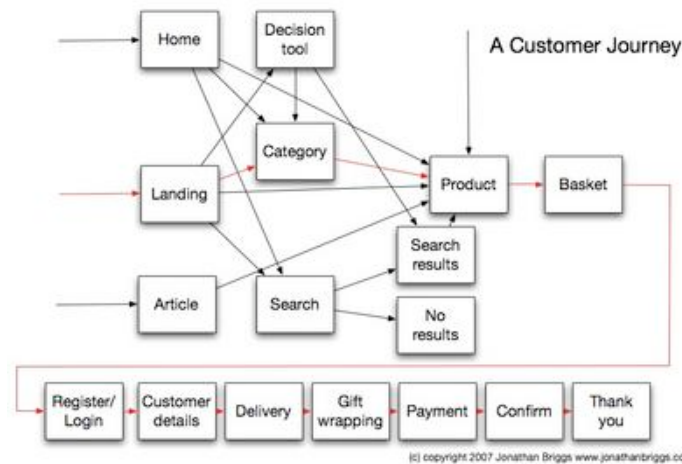 Home
Decision
tool
A Customer Journey
Category
Landing
Product
Basket
Search
results
Article
Search
No
results
Register/
Login
Customer
details
Delivery
Gift
wrapping
Payment
Confirm
Thank
you
(c) copyright 2007 Jonathan Briggs www.jonathanbriggs.co